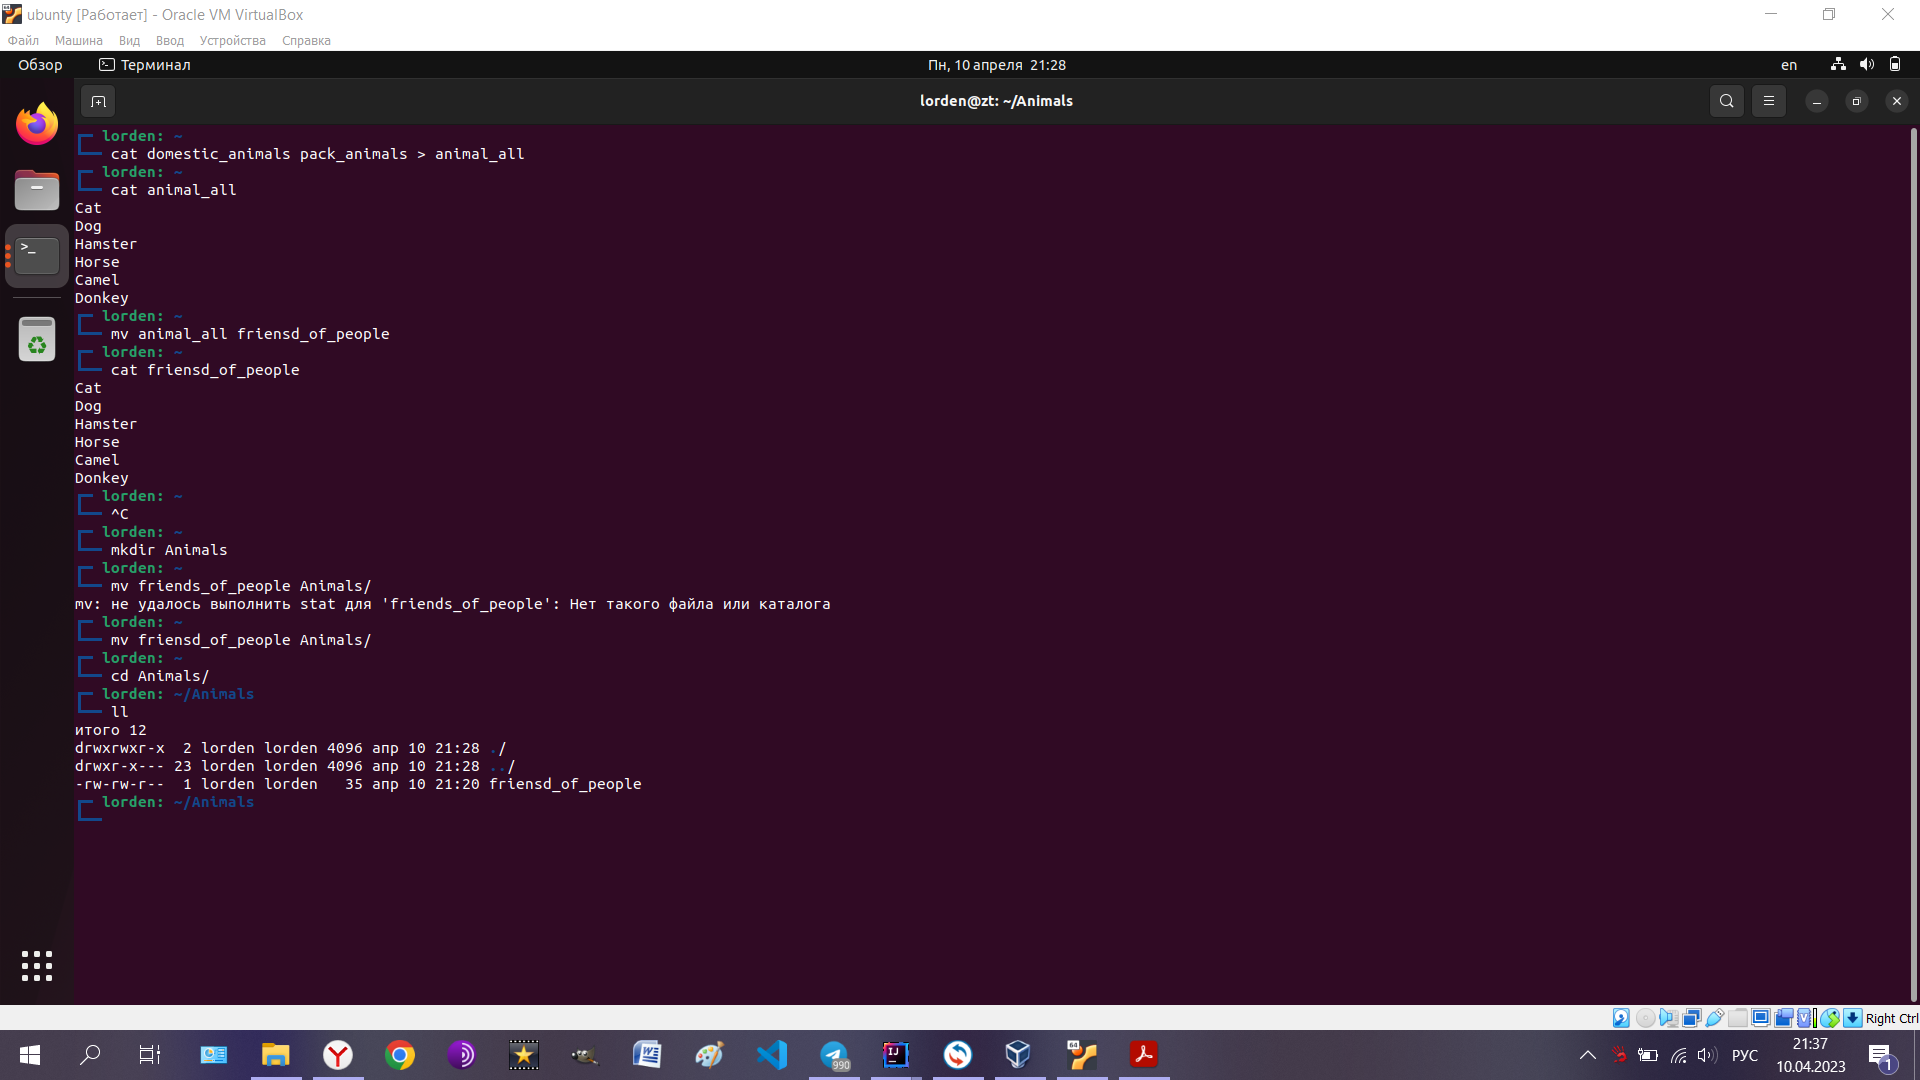 ubunty [Работает] - Oracle VM VirtualBox
Файл Машина Вид Ввод Устройства Справка
Обзор Терминал Пн, 10 апреля 21:28 en
lorden@zt: ~/Animals
lorden: ~
cat domestic_animals pack_animals > animal_all
lorden: ~
cat animal_all
Cat
Dog
Hamster
Horse
Camel
Donkey
lorden: ~
mv animal_all friensd_of_people
lorden: ~
cat friensd_of_people
Cat
Dog
Hamster
Horse
Camel
Donkey
lorden: ~
^C
lorden: ~
mkdir Animals
lorden: ~
mv friends_of_people Animals/
mv: не удалось выполнить stat для 'friends_of_people': Нет такого файла или каталога
lorden: ~
mv friensd_of_people Animals/
lorden: ~
cd Animals/
lorden: ~/Animals
ll
итого 12
drwxrwxr-x  2 lorden lorden 4096 апр 10 21:28 ./
drwxr-x--- 23 lorden lorden 4096 апр 10 21:28 ../
-rw-rw-r--  1 lorden lorden   35 апр 10 21:20 friensd_of_people
lorden: ~/Animals
Right Ctrl
990
IJ
64
РУС
21:37
10.04.2023
1